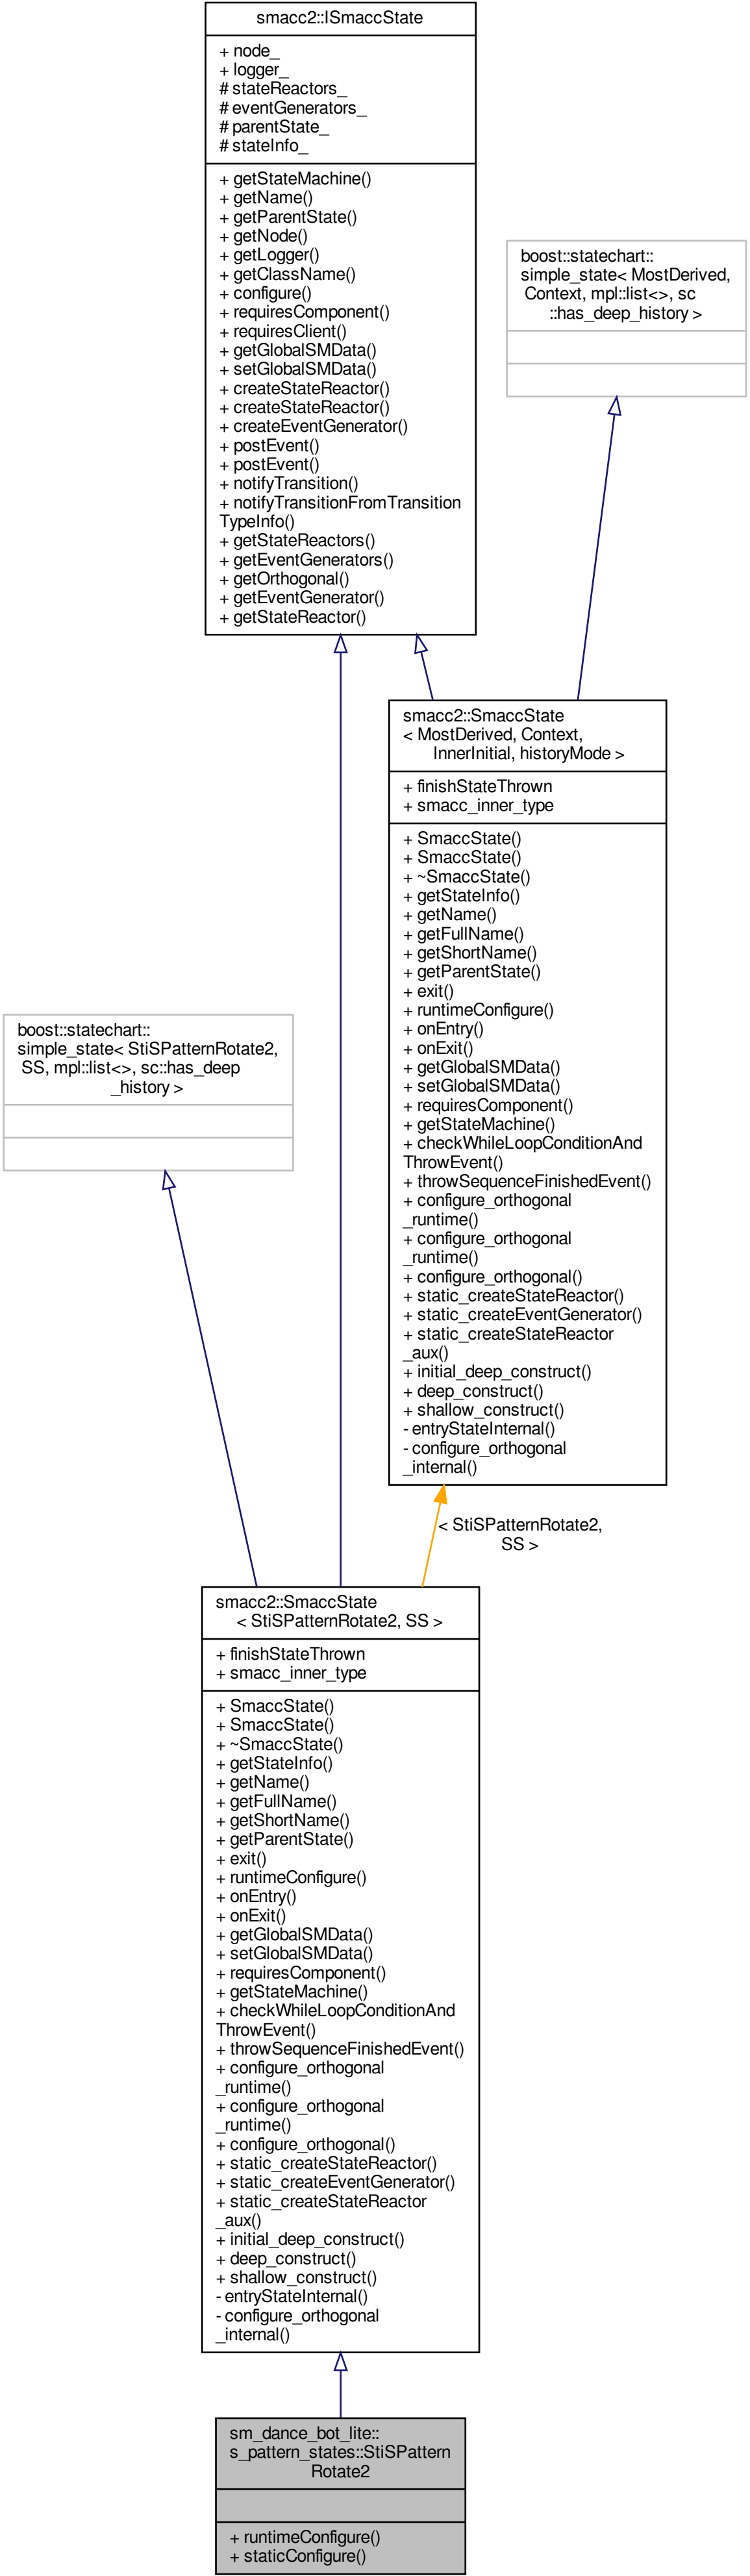 smacc2::ISmaccState
+ node_
+ logger_
# stateReactors_
# eventGenerators_
# parentState_
# stateInfo_
+ getStateMachine()
+ getName()
+ getParentState()
+ getNode()
+ getLogger()
+ getClassName()
+ configure()
+ requiresComponent()
+ requiresClient()
+ getGlobalSMData()
+ setGlobalSMData()
+ createStateReactor()
+ createStateReactor()
+ createEventGenerator()
+ postEvent()
+ postEvent()
+ notifyTransition()
+ notifyTransitionFromTransition
TypeInfo()
+ getStateReactors()
+ getEventGenerators()
+ getOrthogonal()
+ getEventGenerator()
+ getStateReactor()
boost::statechart::
simple_state< MostDerived,
Context, mpl::list<>, sc
::has_deep_history >
smacc2::SmaccState
< MostDerived, Context,
InnerInitial, historyMode >
+ finishStateThrown
+ smacc_inner_type
+ SmaccState()
+ SmaccState()
+ ~SmaccState()
+ getStateInfo()
+ getName()
+ getFullName()
+ getShortName()
+ getParentState()
+ exit()
+ runtimeConfigure()
+ onEntry()
+ onExit()
+ getGlobalSMData()
+ setGlobalSMData()
+ requiresComponent()
+ getStateMachine()
+ checkWhileLoopConditionAnd
ThrowEvent()
+ throwSequenceFinishedEvent()
+ configure_orthogonal
_runtime()
+ configure_orthogonal
_runtime()
+ configure_orthogonal()
+ static_createStateReactor()
+ static_createEventGenerator()
+ static_createStateReactor
_aux()
+ initial_deep_construct()
+ deep_construct()
+ shallow_construct()
- entryStateInternal()
- configure_orthogonal
_internal()
boost::statechart::
simple_state< StiSPatternRotate2,
SS, mpl::list<>, sc::has_deep
_history >
< StiSPatternRotate2,
SS >
smacc2::SmaccState
< StiSPatternRotate2, SS >
+ finishStateThrown
+ smacc_inner_type
+ SmaccState()
+ SmaccState()
+ ~SmaccState()
+ getStateInfo()
+ getName()
+ getFullName()
+ getShortName()
+ getParentState()
+ exit()
+ runtimeConfigure()
+ onEntry()
+ onExit()
+ getGlobalSMData()
+ setGlobalSMData()
+ requiresComponent()
+ getStateMachine()
+ checkWhileLoopConditionAnd
ThrowEvent()
+ throwSequenceFinishedEvent()
+ configure_orthogonal
_runtime()
+ configure_orthogonal
_runtime()
+ configure_orthogonal()
+ static_createStateReactor()
+ static_createEventGenerator()
+ static_createStateReactor
_aux()
+ initial_deep_construct()
+ deep_construct()
+ shallow_construct()
- entryStateInternal()
- configure_orthogonal
_internal()
sm_dance_bot_lite::
s_pattern_states::StiSPattern
Rotate2
+ runtimeConfigure()
+ staticConfigure()